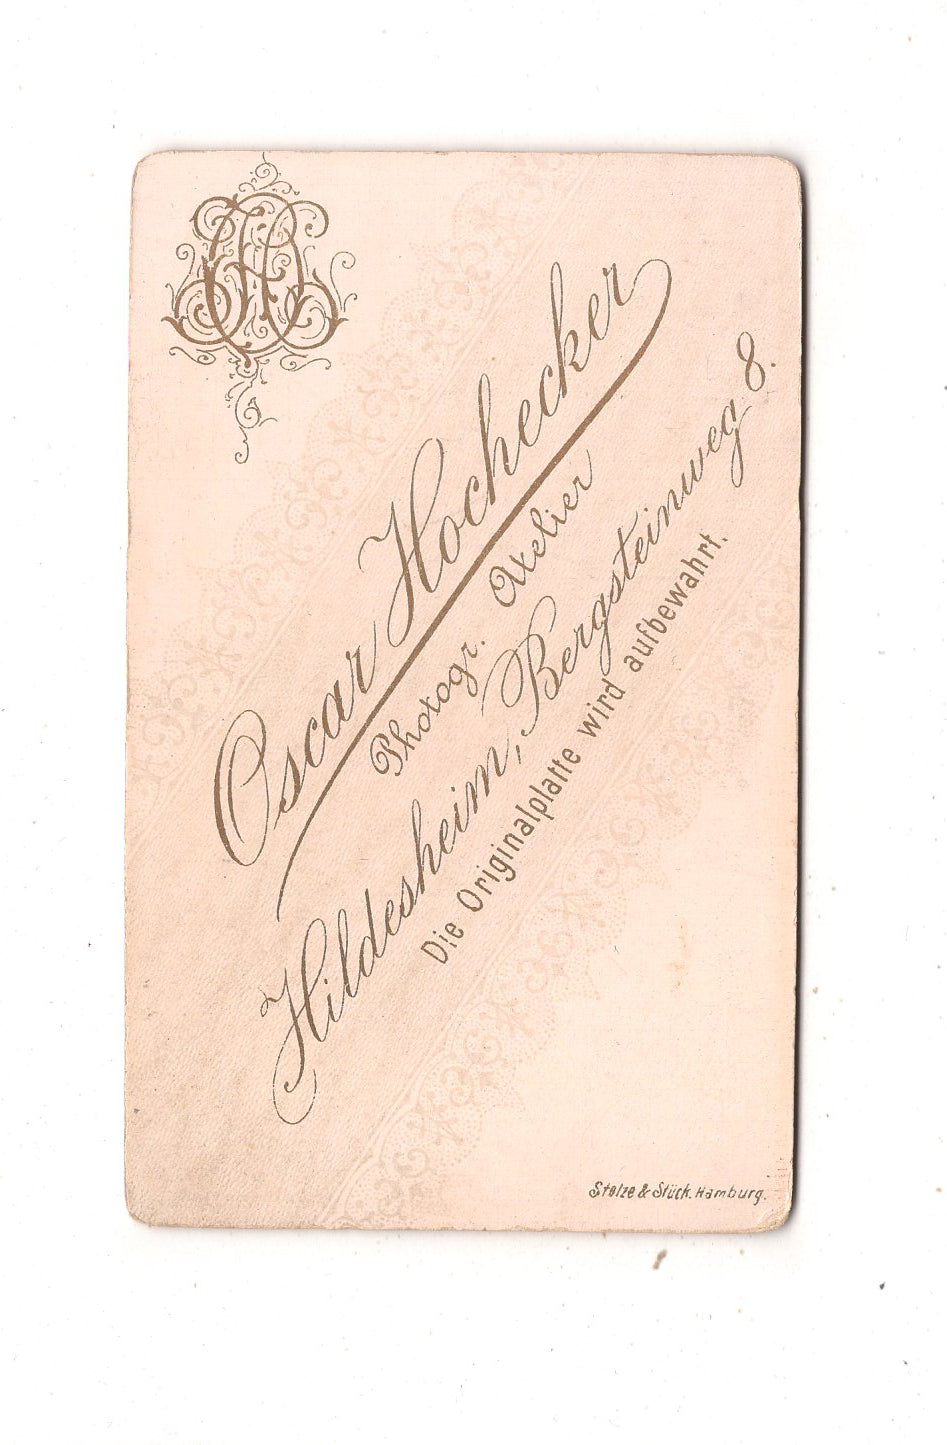 Oscar Hochecker
Photogr. Atelier
Hildesheim, Bergsteinweg 8.
Die Originalplatte wird aufbewahrt.
Stolze & Stück. Hamburg.